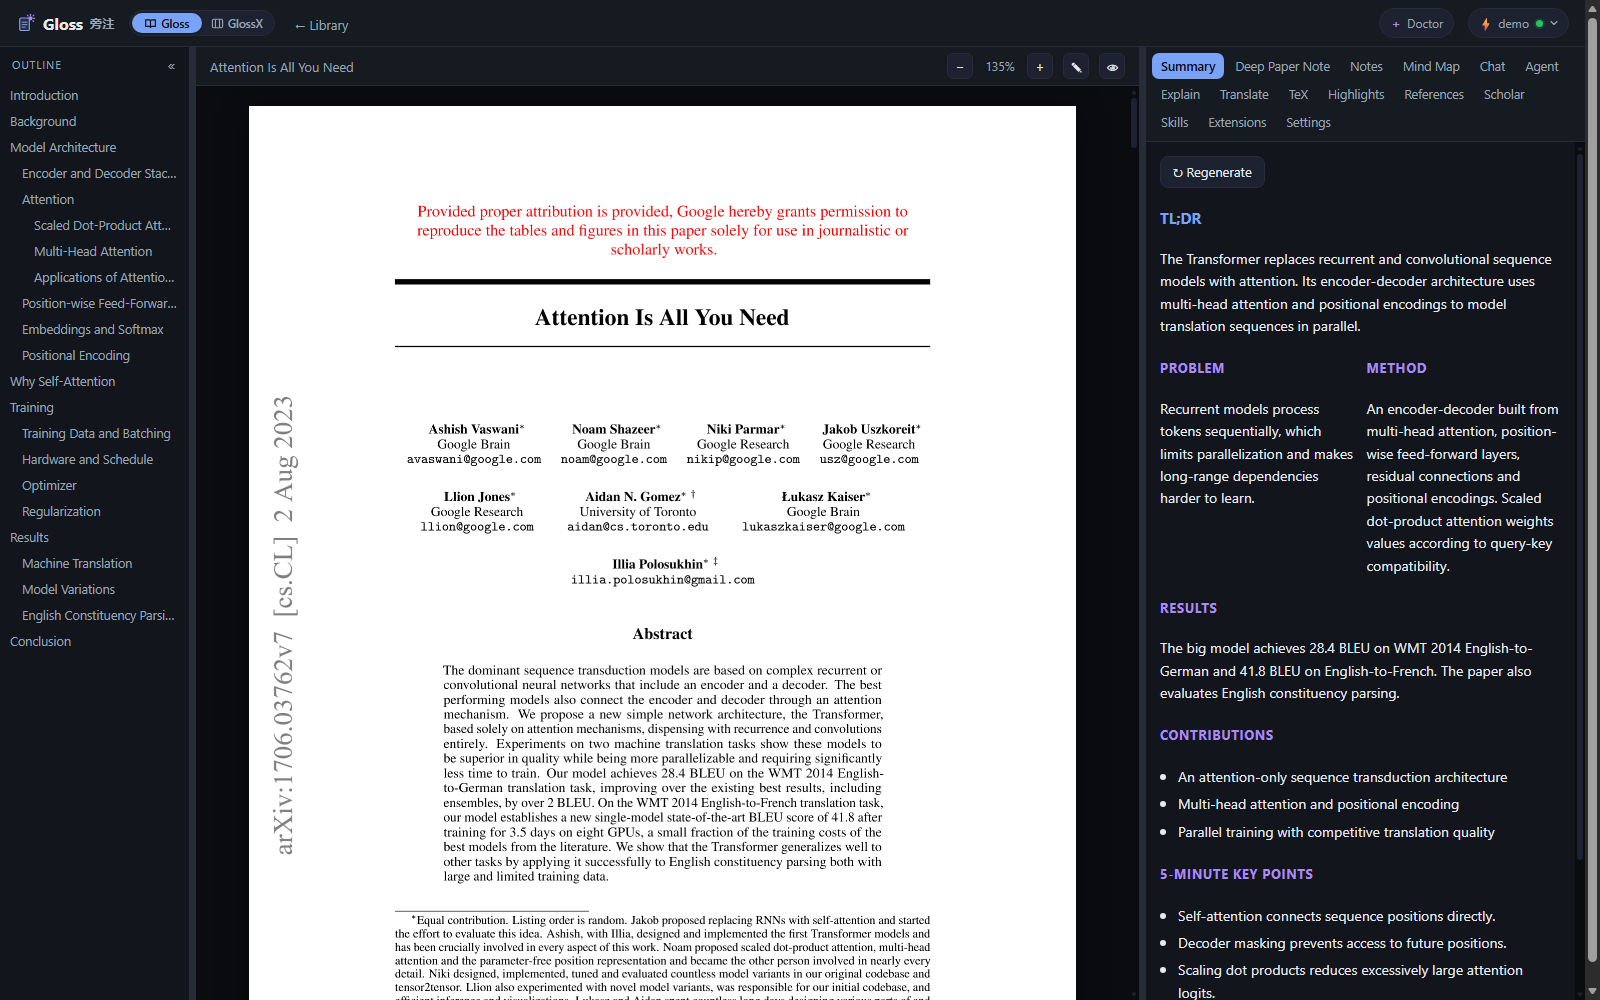 Gloss 旁注
Gloss
GlossX
← Library
+ Doctor
demo
OUTLINE
«
Introduction
Background
Model Architecture
Encoder and Decoder Stac...
Attention
Scaled Dot-Product Att...
Multi-Head Attention
Applications of Attentio...
Position-wise Feed-Forwar...
Embeddings and Softmax
Positional Encoding
Why Self-Attention
Training
Training Data and Batching
Hardware and Schedule
Optimizer
Regularization
Results
Machine Translation
Model Variations
English Constituency Parsi...
Conclusion
Attention Is All You Need
− 135% +
Provided proper attribution is provided, Google hereby grants permission to
reproduce the tables and figures in this paper solely for use in journalistic or
scholarly works.
Attention Is All You Need
arXiv:1706.03762v7 [cs.CL] 2 Aug 2023
Ashish Vaswani* Noam Shazeer* Niki Parmar* Jakob Uszkoreit*
Google Brain Google Brain Google Research Google Research
avaswani@google.com noam@google.com nikip@google.com usz@google.com
Llion Jones* Aidan N. Gomez* † Łukasz Kaiser*
Google Research University of Toronto Google Brain
llion@google.com aidan@cs.toronto.edu lukaszkaiser@google.com
Illia Polosukhin* ‡
illia.polosukhin@gmail.com
Abstract
The dominant sequence transduction models are based on complex recurrent or
convolutional neural networks that include an encoder and a decoder. The best
performing models also connect the encoder and decoder through an attention
mechanism. We propose a new simple network architecture, the Transformer,
based solely on attention mechanisms, dispensing with recurrence and convolutions
entirely. Experiments on two machine translation tasks show these models to
be superior in quality while being more parallelizable and requiring significantly
less time to train. Our model achieves 28.4 BLEU on the WMT 2014 English-
to-German translation task, improving over the existing best results, including
ensembles, by over 2 BLEU. On the WMT 2014 English-to-French translation task,
our model establishes a new single-model state-of-the-art BLEU score of 41.8 after
training for 3.5 days on eight GPUs, a small fraction of the training costs of the
best models from the literature. We show that the Transformer generalizes well to
other tasks by applying it successfully to English constituency parsing both with
large and limited training data.
*Equal contribution. Listing order is random. Jakob proposed replacing RNNs with self-attention and started
the effort to evaluate this idea. Ashish, with Illia, designed and implemented the first Transformer models and
has been crucially involved in every aspect of this work. Noam proposed scaled dot-product attention, multi-head
attention and the parameter-free position representation and became the other person involved in nearly every
detail. Niki designed, implemented, tuned and evaluated countless model variants in our original codebase and
tensor2tensor. Llion also experimented with novel model variants, was responsible for our initial codebase, and
efficient inference and visualizations. Lukasz and Aidan spent countless long days designing various parts of and
Summary Deep Paper Note Notes Mind Map Chat Agent
Explain Translate TeX Highlights References Scholar
Skills Extensions Settings
↻ Regenerate
TL;DR
The Transformer replaces recurrent and convolutional sequence
models with attention. Its encoder-decoder architecture uses
multi-head attention and positional encodings to model
translation sequences in parallel.
PROBLEM
Recurrent models process
tokens sequentially, which
limits parallelization and makes
long-range dependencies
harder to learn.
METHOD
An encoder-decoder built from
multi-head attention, position-
wise feed-forward layers,
residual connections and
positional encodings. Scaled
dot-product attention weights
values according to query-key
compatibility.
RESULTS
The big model achieves 28.4 BLEU on WMT 2014 English-to-
German and 41.8 BLEU on English-to-French. The paper also
evaluates English constituency parsing.
CONTRIBUTIONS
• An attention-only sequence transduction architecture
• Multi-head attention and positional encoding
• Parallel training with competitive translation quality
5-MINUTE KEY POINTS
• Self-attention connects sequence positions directly.
• Decoder masking prevents access to future positions.
• Scaling dot products reduces excessively large attention
logits.